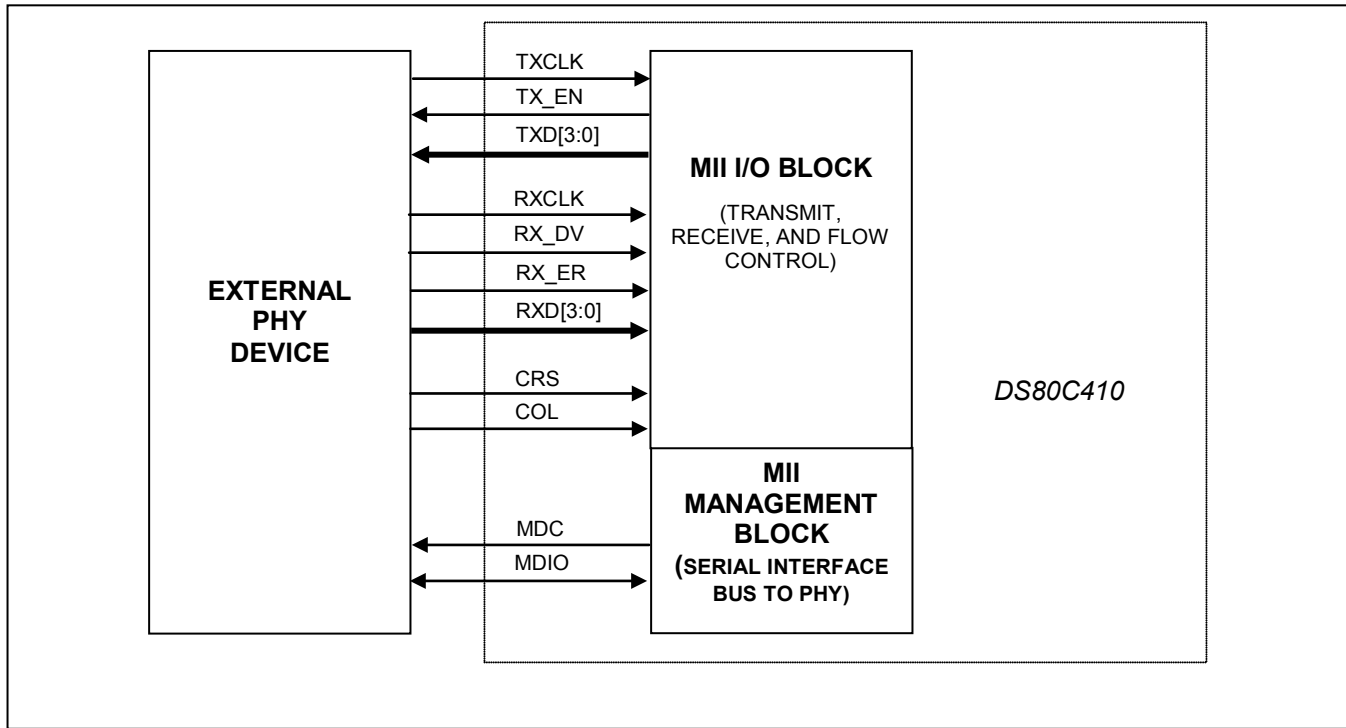 EXTERNAL
PHY
DEVICE
TXCLK
TX_EN
TXD[3:0]
RXCLK
RX_DV
RX_ER
RXD[3:0]
CRS
COL
MDC
MDIO
MII I/O BLOCK
(TRANSMIT,
RECEIVE, AND FLOW
CONTROL)
MII
MANAGEMENT
BLOCK
(SERIAL INTERFACE
BUS TO PHY)
DS80C410